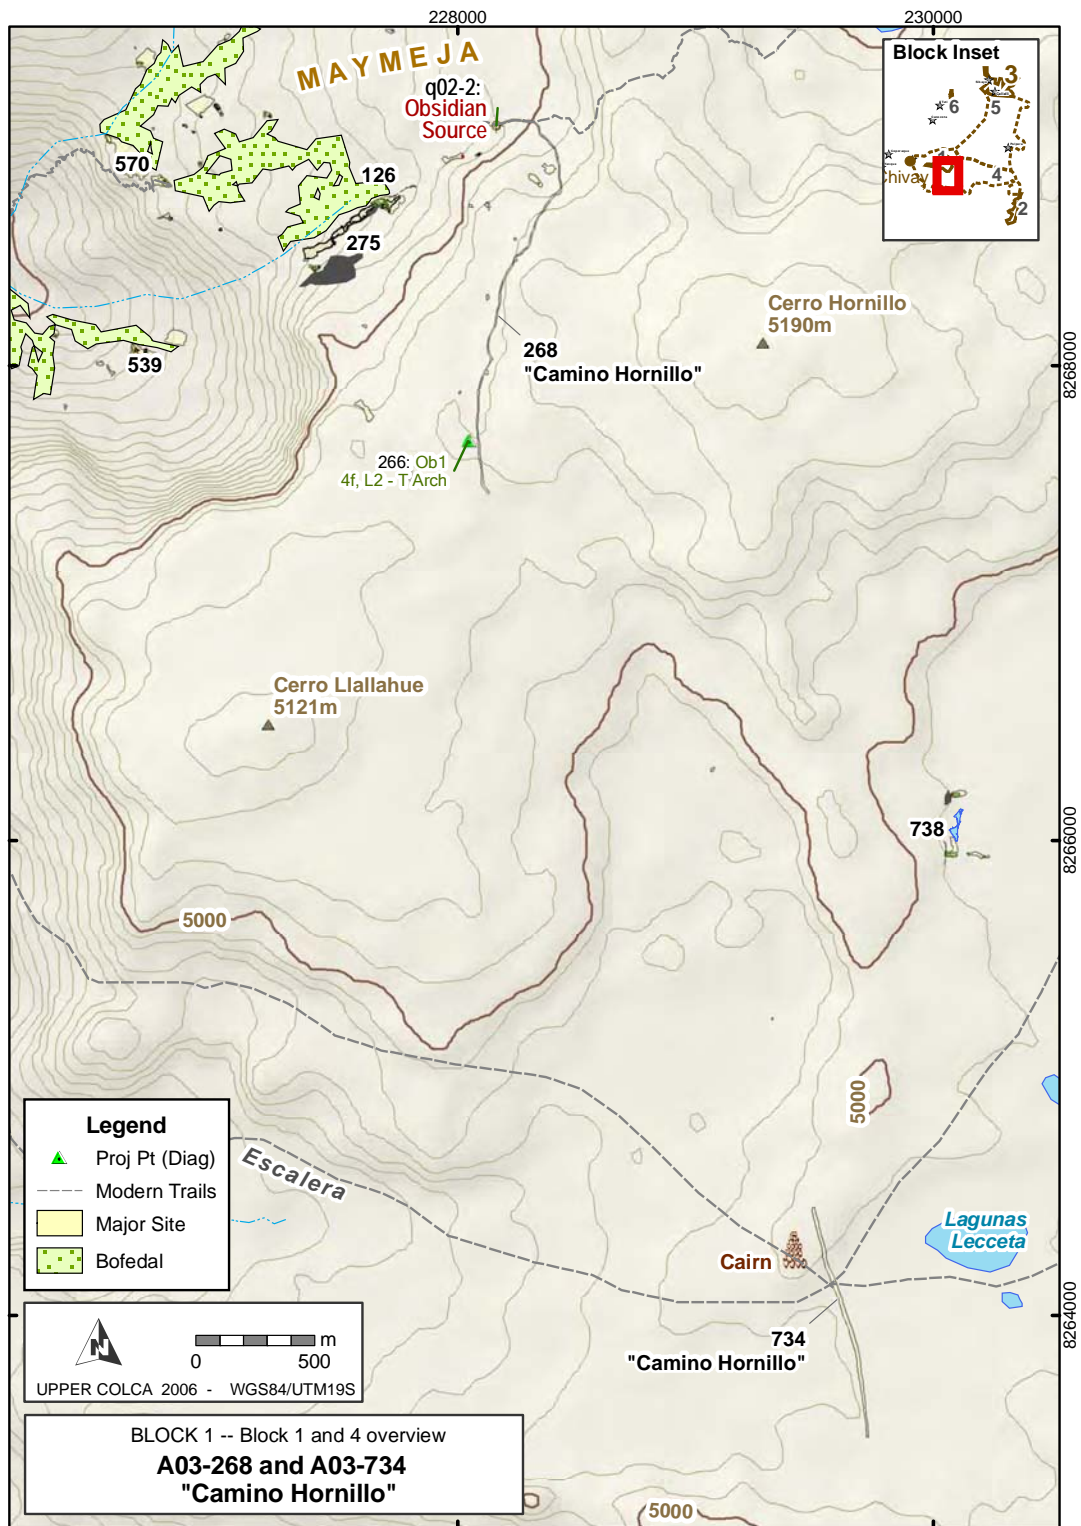 228000
230000
MAYMEJA
q02-2:
Obsidian
Source
Block Inset
3
5
6
4
2
Chivay
570
126
275
539
Cerro Hornillo
5190m
268
"Camino Hornillo"
8268000
266: Ob1
4f, L2 - T Arch
Cerro Llallahue
5121m
738
8266000
5000
5000
Legend
Proj Pt (Diag)
Modern Trails
Major Site
Bofedal
Escalera
Lagunas
Lecceta
Cairn
734
"Camino Hornillo"
8264000
N
m
0 500
UPPER COLCA 2006 - WGS84/UTM19S
BLOCK 1 -- Block 1 and 4 overview
A03-268 and A03-734
"Camino Hornillo"
5000